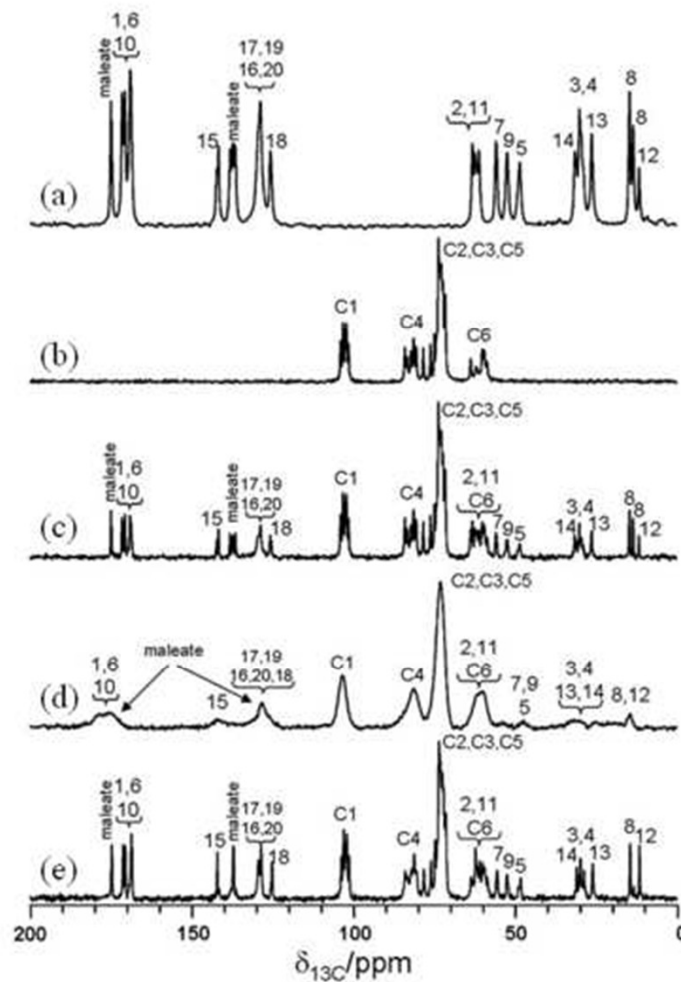 maleate
1,6
10
15
maleate
17,19
16,20
18
2,11
7
9
5
3,4
14
13
8
8
12
(a)
C2,C3,C5
C1
C4
C6
(b)
C2,C3,C5
maleate
1,6
10
15
maleate
17,19
16,20
18
C1
C4
2,11
C6
7
9
5
3,4
14
13
8
8
12
(c)
C2,C3,C5
maleate
1,6
10
15
17,19
16,20,18
C1
C4
2,11
C6
7,9
5
3,4
13,14
8,12
(d)
C2,C3,C5
maleate
1,6
10
15
maleate
17,19
16,20
18
C1
C4
2,11
C6
7
9
5
3,4
14
13
8
12
(e)
200 150 100 50 0
δ13C/ppm